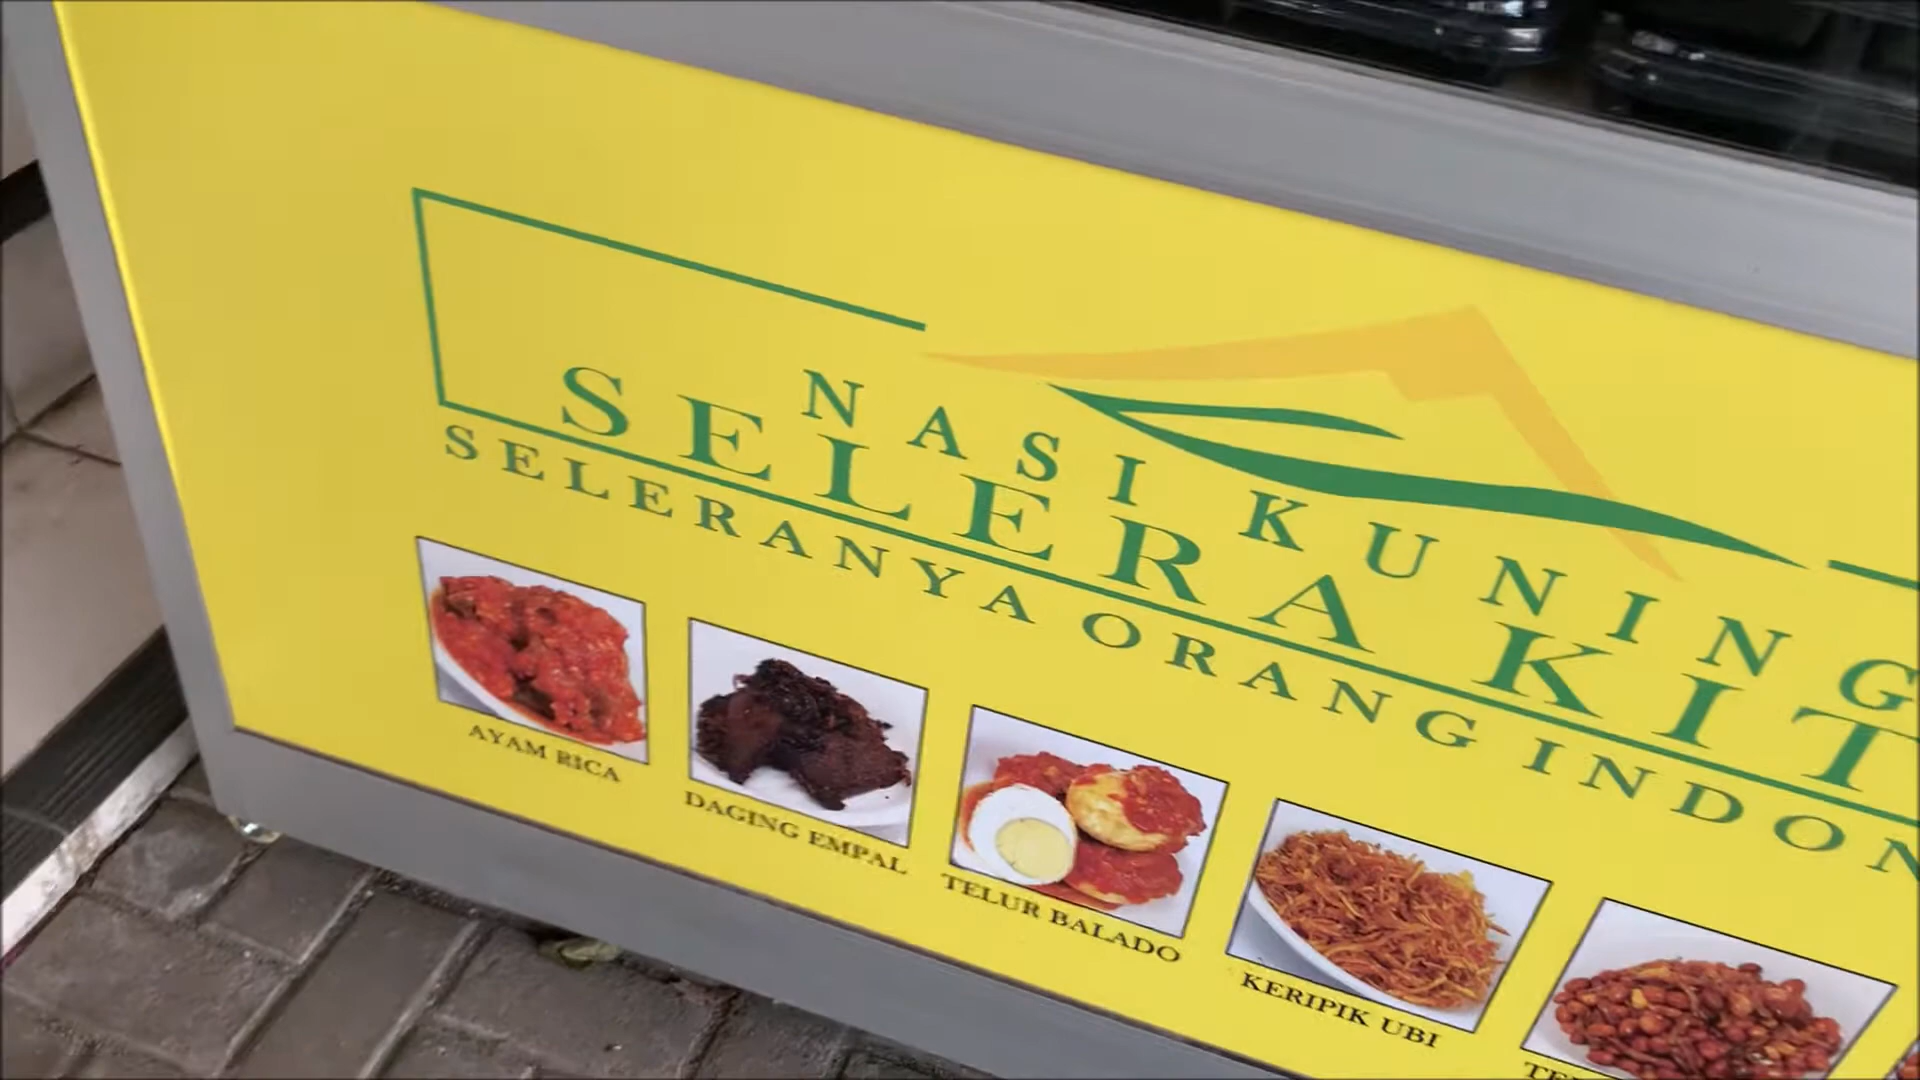 NASI KUNING
SELERA KIT
SELERANYA ORANG INDON
AYAM RICA
DAGING EMPAL
TELUR BALADO
KERIPIK UBI